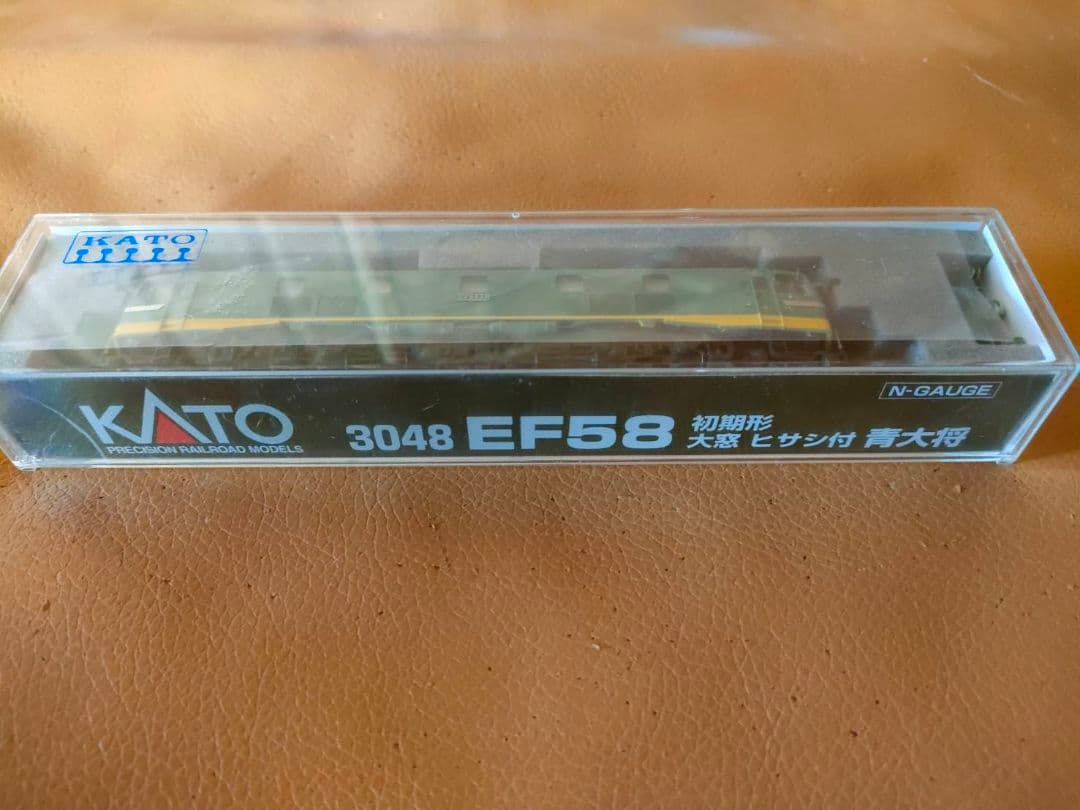 KATO
N-GAUGE
KATO
PRECISION RAILROAD MODELS
3048 EF58 初期形
大窓 ヒサシ付 青大将